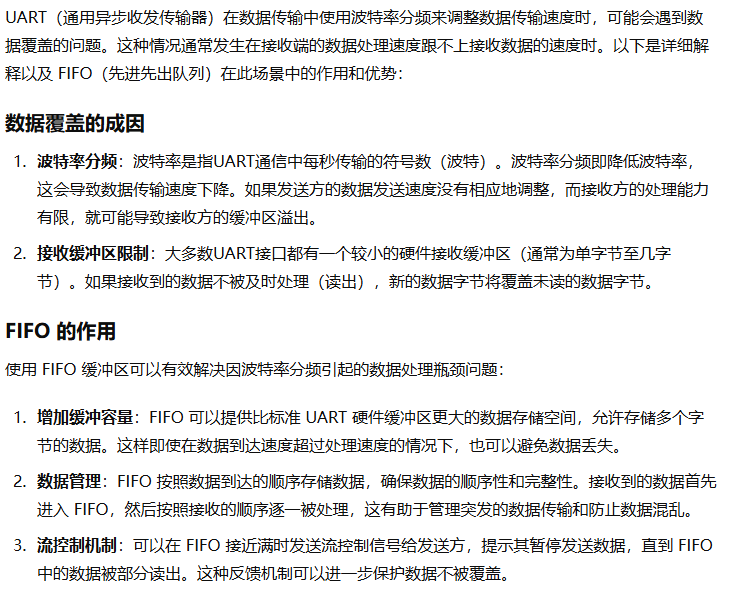 UART（通用异步收发传输器）在数据传输中使用波特率分频来调整数据传输速度时，可能会遇到数
据覆盖的问题。这种情况通常发生在接收端的数据处理速度跟不上接收数据的速度时。以下是详细解
释以及 FIFO（先进先出队列）在此场景中的作用和优势：
数据覆盖的成因
1. 波特率分频：波特率是指UART通信中每秒传输的符号数（波特）。波特率分频即降低波特率，
这会导致数据传输速度下降。如果发送方的数据发送速度没有相应地调整，而接收方的处理能力
有限，就可能导致接收方的缓冲区溢出。
2. 接收缓冲区限制：大多数UART接口都有一个较小的硬件接收缓冲区（通常为单字节至几字
节）。如果接收到的数据不被及时处理（读出），新的数据字节将覆盖未读的数据字节。
FIFO 的作用
使用 FIFO 缓冲区可以有效解决因波特率分频引起的数据处理瓶颈问题：
1. 增加缓冲容量：FIFO 可以提供比标准 UART 硬件缓冲区更大的数据存储空间，允许存储多个字
节的数据。这样即使在数据到达速度超过处理速度的情况下，也可以避免数据丢失。
2. 数据管理：FIFO 按照数据到达的顺序存储数据，确保数据的顺序性和完整性。接收到的数据首先
进入 FIFO，然后按照接收的顺序逐一被处理，这有助于管理突发的数据传输和防止数据混乱。
3. 流控制机制：可以在 FIFO 接近满时发送流控制信号给发送方，提示其暂停发送数据，直到 FIFO
中的数据被部分读出。这种反馈机制可以进一步保护数据不被覆盖。